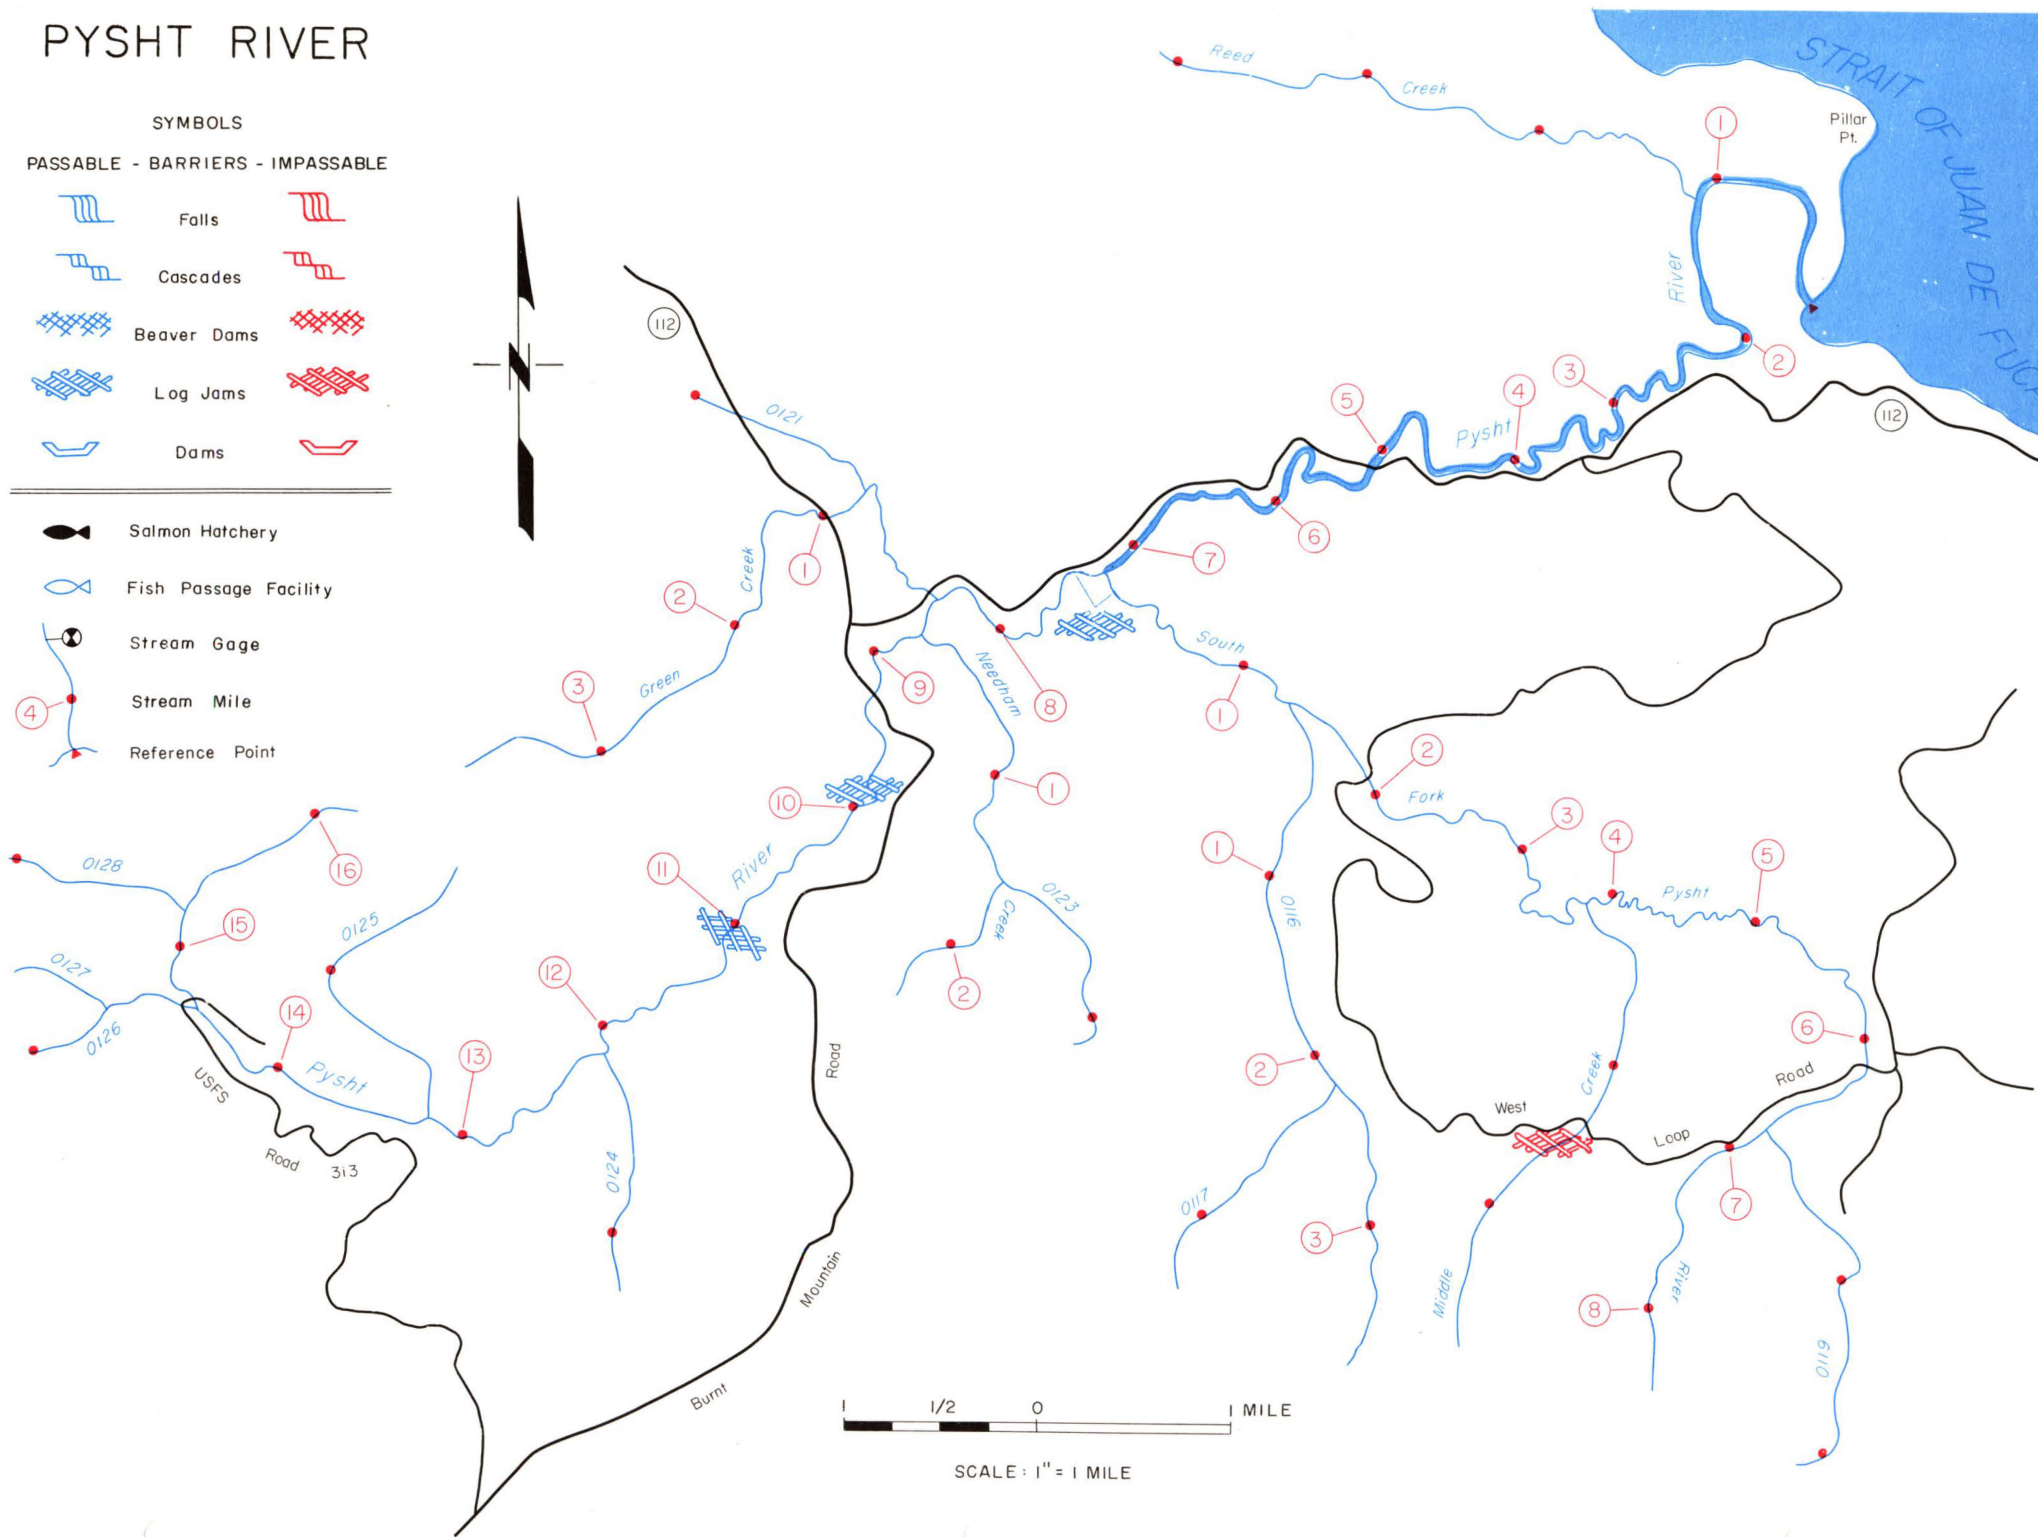 PYSHT RIVER
SYMBOLS
PASSABLE - BARRIERS - IMPASSABLE
Falls
Cascades
Beaver Dams
Log Jams
Dams
Salmon Hatchery
Fish Passage Facility
Stream Gage
4
Stream Mile
Reference Point
N
Reed
Creek
STRAIT OF JUAN DE FUCA
Pillar
Pt.
1
River
2
3
4
5
Pysht
112
112
6
7
0121
1
2
3
Creek
Green
8
9
Needham
1
Creek
0123
2
South
1
2
Fork
3
4
5
Pysht
6
7
8
River
0119
1
0116
2
3
0117
Creek
Middle
West
Loop
Road
10
11
River
12
0124
13
0125
14
Pysht
15
16
0128
0127
0126
USFS
Road 313
Road
Mountain
Burnt
1 1/2 0 1 MILE
SCALE: 1" = 1 MILE